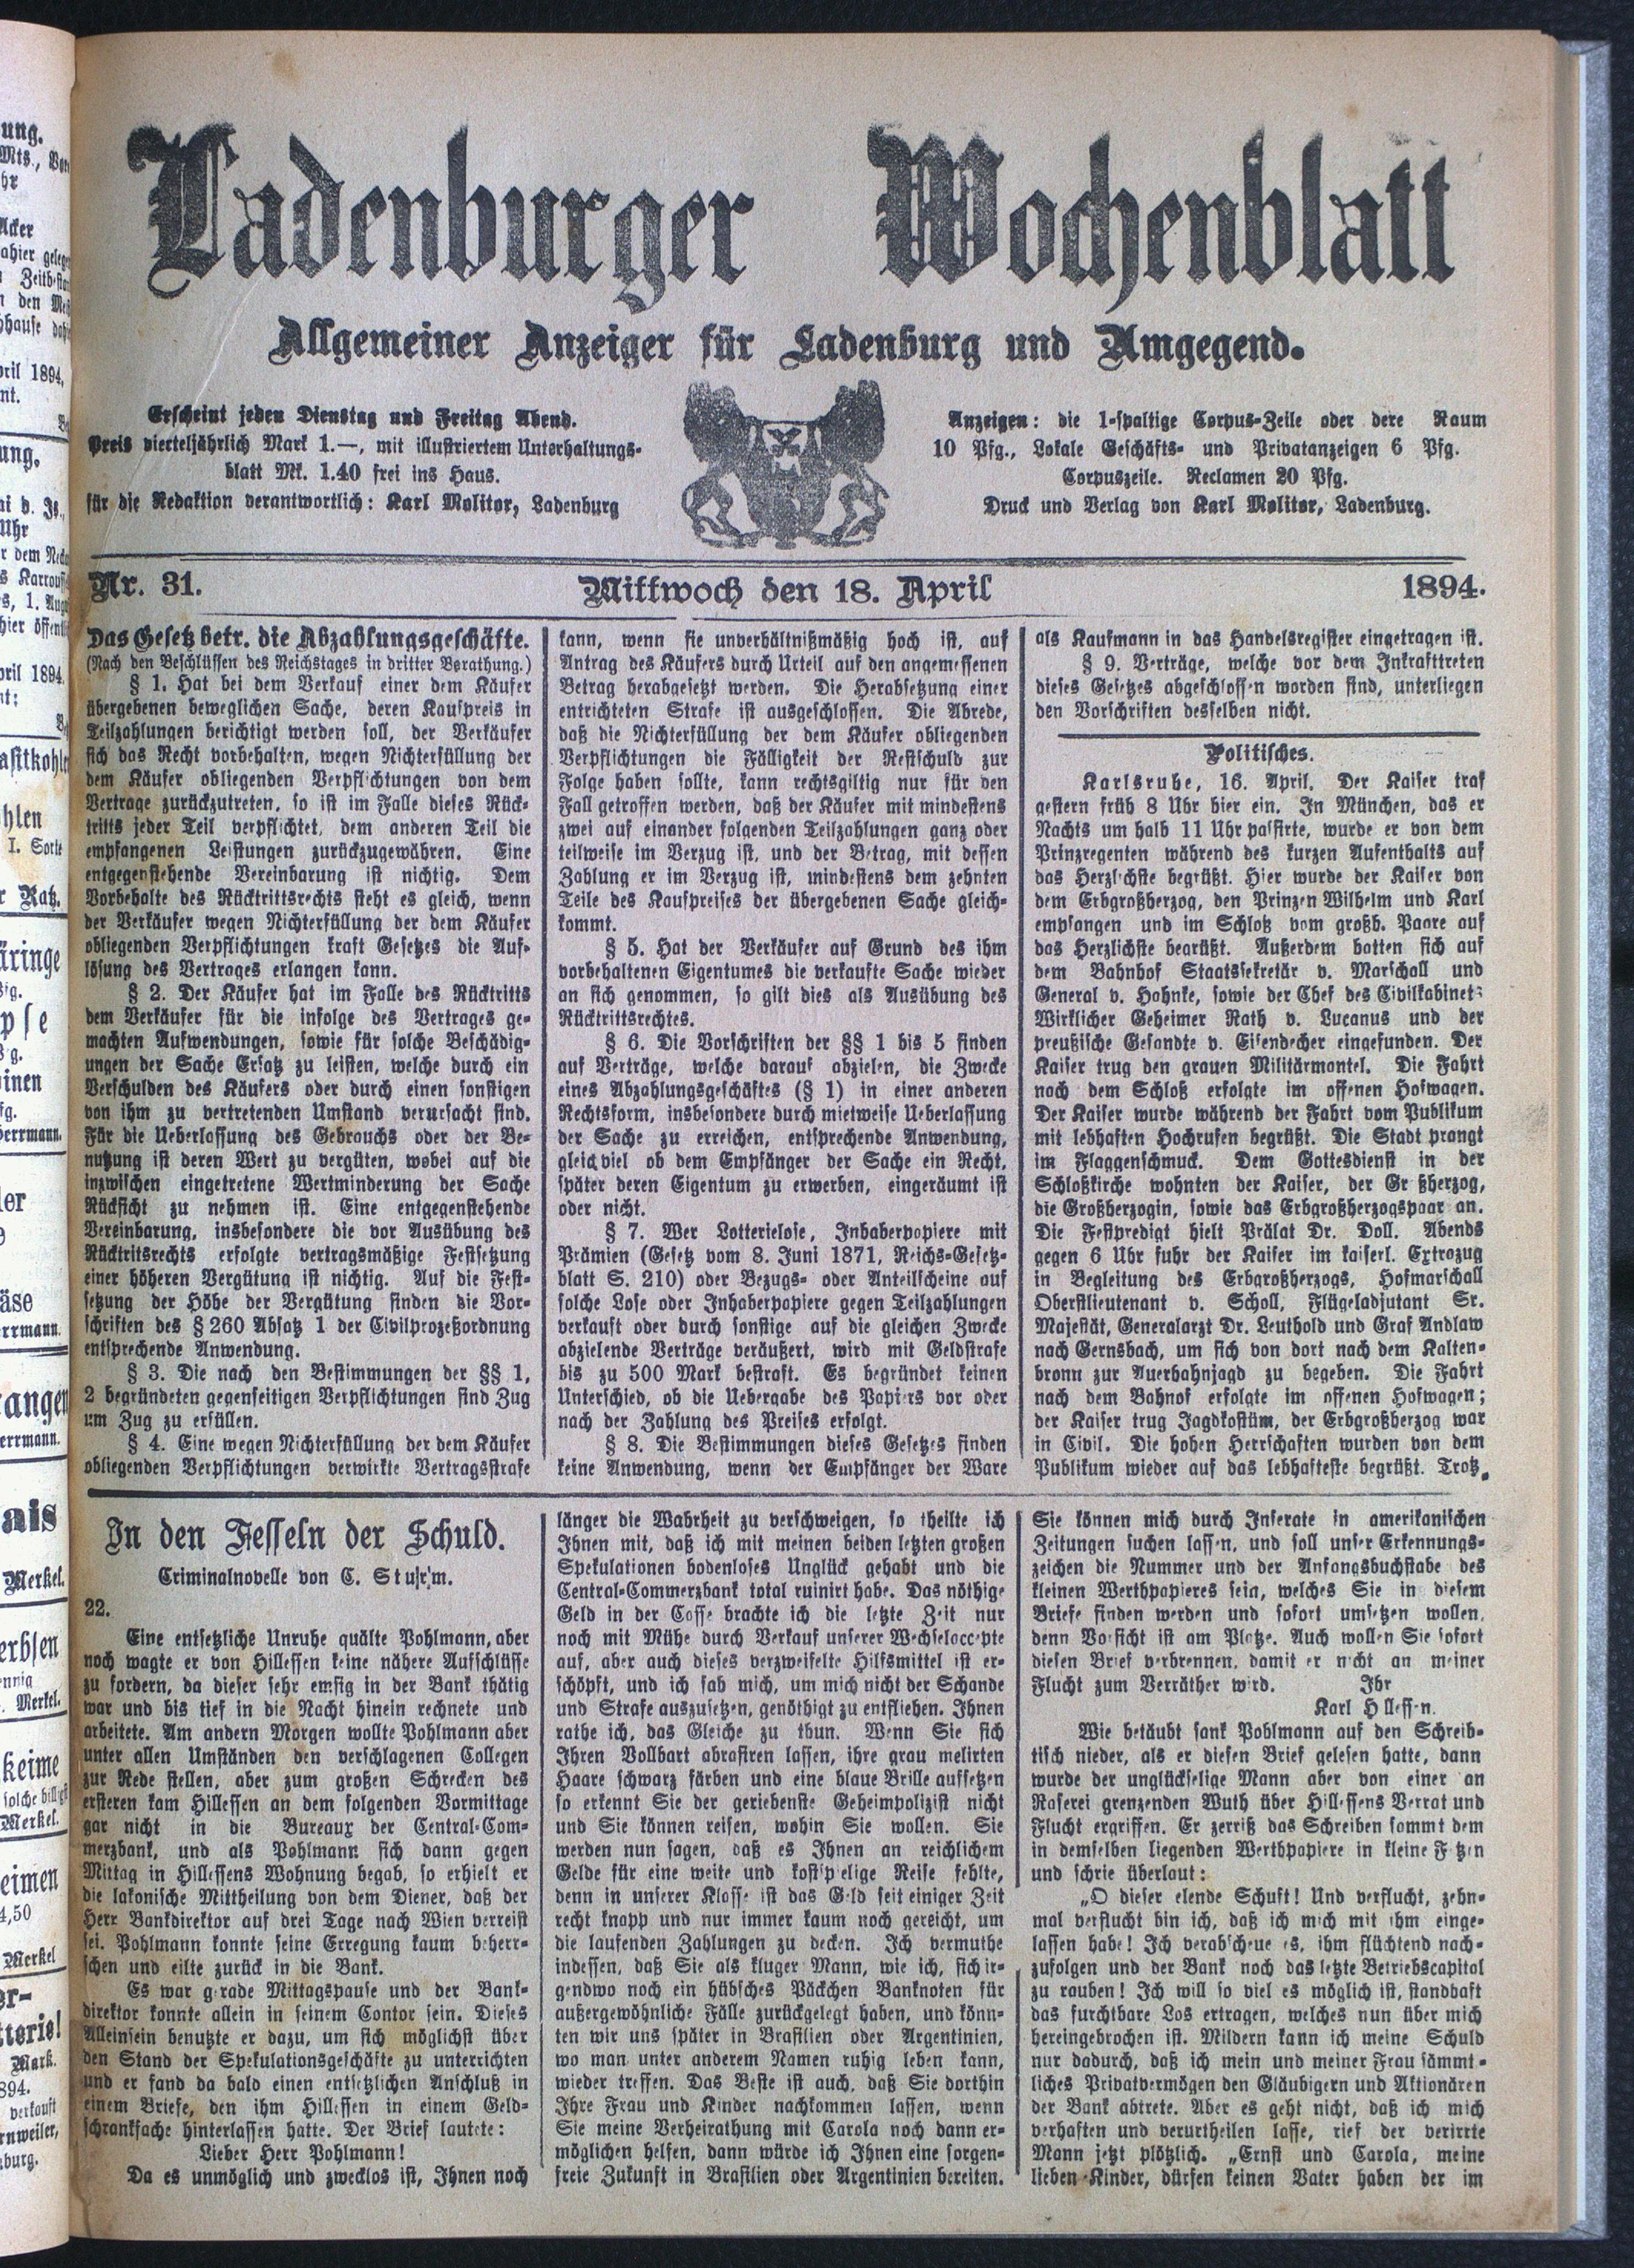 Ladenburger Wochenblatt
Allgemeiner Anzeiger für Ladenburg und Umgegend.
Erscheint jeden Dienstag und Freitag Abend.
Preis vierteljährlich Mark 1.—, mit illustriertem Unterhaltungs-
blatt Mk. 1.40 frei ins Haus.
für die Redaktion verantwortlich: Karl Molitor, Ladenburg
Anzeigen: die 1-spaltige Corpus-Zeile oder dere Raum
10 Pfg., Lokale Geschäfts- und Privatanzeigen 6 Pfg.
Corpuszeile. Reclamen 20 Pfg.
Druck und Verlag von Karl Molitor, Ladenburg.
Nr. 31. Mittwoch den 18. April 1894.
Das Gesetz betr. die Abzahlungsgeschäfte.
(Nach den Beschlüssen des Reichstages in dritter Berathung.)
§ 1. Hat bei dem Verkauf einer dem Käufer
übergebenen beweglichen Sache, deren Kaufpreis in
Teilzahlungen berichtigt werden soll, der Verkäufer
sich das Recht vorbehalten, wegen Nichterfüllung der
dem Käufer obliegenden Verpflichtungen von dem
Vertrage zurückzutreten, so ist im Falle dieses Rück-
tritts jeder Teil verpflichtet, dem anderen Teil die
empfangenen Leistungen zurückzugewähren. Eine
entgegenstehende Vereinbarung ist nichtig. Dem
Vorbehalte des Rücktrittsrechts steht es gleich, wenn
der Verkäufer wegen Nichterfüllung der dem Käufer
obliegenden Verpflichtungen kraft Gesetzes die Auf-
lösung des Vertrages erlangen kann.
§ 2. Der Käufer hat im Falle des Rücktritts
dem Verkäufer für die infolge des Vertrages ge-
machten Aufwendungen, sowie für solche Beschädig-
ungen der Sache Ersatz zu leisten, welche durch ein
Verschulden des Käufers oder durch einen sonstigen
von ihm zu vertretenden Umstand verursacht sind.
Für die Ueberlassung des Gebrauchs oder der Be-
nutzung ist deren Wert zu vergüten, wobei auf die
inzwischen eingetretene Wertminderung der Sache
Rücksicht zu nehmen ist. Eine entgegenstehende
Vereinbarung, insbesondere die vor Ausübung des
Rücktritsrechts erfolgte vertragsmäßige Festsetzung
einer höheren Vergütung ist nichtig. Auf die Fest-
setzung der Höhe der Vergütung finden die Vor-
schriften des § 260 Absatz 1 der Civilprozeßordnung
entsprechende Anwendung.
§ 3. Die nach den Bestimmungen der §§ 1,
2 begründeten gegenseitigen Verpflichtungen sind Zug
um Zug zu erfüllen.
§ 4. Eine wegen Nichterfüllung der dem Käufer
obliegenden Verpflichtungen verwirkte Vertragsstrafe
kann, wenn sie unverhältnißmäßig hoch ist, auf
Antrag des Käufers durch Urteil auf den angemessenen
Betrag herabgesetzt werden. Die Herabsetzung einer
entrichteten Strafe ist ausgeschlossen. Die Abrede,
daß die Nichterfüllung der dem Käufer obliegenden
Verpflichtungen die Fälligkeit der Restschuld zur
Folge haben sollte, kann rechtsgiltig nur für den
Fall getroffen werden, daß der Käufer mit mindestens
zwei auf einander folgenden Teilzahlungen ganz oder
teilweise im Verzug ist, und der Betrag, mit dessen
Zahlung er im Verzug ist, mindestens dem zehnten
Teile des Kaufpreises der übergebenen Sache gleich-
kommt.
§ 5. Hat der Verkäufer auf Grund des ihm
vorbehaltenen Eigentumes die verkaufte Sache wieder
an sich genommen, so gilt dies als Ausübung des
Rücktrittsrechtes.
§ 6. Die Vorschriften der §§ 1 bis 5 finden
auf Verträge, welche darauf abzielen, die Zwecke
eines Abzahlungsgeschäftes (§ 1) in einer anderen
Rechtsform, insbesondere durch mietweise Ueberlassung
der Sache zu erreichen, entsprechende Anwendung,
gleichviel ob dem Empfänger der Sache ein Recht,
später deren Eigentum zu erwerben, eingeräumt ist
oder nicht.
§ 7. Wer Lotterielose, Inhaberpapiere mit
Prämien (Gesetz vom 8. Juni 1871, Reichs-Gesetz-
blatt S. 210) oder Bezugs- oder Anteilscheine auf
solche Lose oder Inhaberpapiere gegen Teilzahlungen
verkauft oder durch sonstige auf die gleichen Zwecke
abzielende Verträge veräußert, wird mit Geldstrafe
bis zu 500 Mark bestraft. Es begründet keinen
Unterschied, ob die Uebergabe des Papiers vor oder
nach der Zahlung des Preises erfolgt.
§ 8. Die Bestimmungen dieses Gesetzes finden
keine Anwendung, wenn der Empfänger der Ware
als Kaufmann in das Handelsregister eingetragen ist.
§ 9. Verträge, welche vor dem Inkrafttreten
dieses Gesetzes abgeschlossen worden sind, unterliegen
den Vorschriften desselben nicht.
Politisches.
Karlsruhe, 16. April. Der Kaiser traf
gestern früh 8 Uhr hier ein. In München, das er
Nachts um halb 11 Uhr passirte, wurde er von dem
Prinzregenten während des kurzen Aufenthalts auf
das Herzlichste begrüßt. Hier wurde der Kaiser von
dem Erbgroßherzog, den Prinzen Wilhelm und Karl
empfangen und im Schloß vom großh. Paare auf
das Herzlichste begrüßt. Außerdem hatten sich auf
dem Bahnhof Staatssekretär v. Marschall und
General v. Hahnke, sowie der Chef des Civilkabinets
Wirklicher Geheimer Rath v. Lucanus und der
preußische Gesandte v. Eisendecher eingefunden. Der
Kaiser trug den grauen Militärmantel. Die Fahrt
nach dem Schloß erfolgte im offenen Hofwagen.
Der Kaiser wurde während der Fahrt vom Publikum
mit lebhaften Hochrufen begrüßt. Die Stadt prangt
im Flaggenschmuck. Dem Gottesdienst in der
Schloßkirche wohnten der Kaiser, der Gr ßherzog,
die Großherzogin, sowie das Erbgroßherzogspaar an.
Die Festpredigt hielt Prälat Dr. Doll. Abends
gegen 6 Uhr fuhr der Kaiser im kaiserl. Extrazug
in Begleitung des Erbgroßherzogs, Hofmarschall
Oberstlieutenant v. Scholl, Flügeladjutant Sr.
Majestät, Generalarzt Dr. Leuthold und Graf Andlaw
nach Gernsbach, um sich von dort nach dem Kalten-
bronn zur Auerhahnjagd zu begeben. Die Fahrt
nach dem Bahnof erfolgte im offenen Hofwagen;
der Kaiser trug Jagdkostüm, der Erbgroßherzog war
in Civil. Die hohen Herrschaften wurden von dem
Publikum wieder auf das lebhafteste begrüßt. Trotz
In den Fesseln der Schuld.
Criminalnovelle von C. Sturm.
22.
Eine entsetzliche Unruhe quälte Pohlmann, aber
noch wagte er von Hillessen keine nähere Aufschlüsse
zu fordern, da dieser sehr emsig in der Bank thätig
war und bis tief in die Nacht hinein rechnete und
arbeitete. Am andern Morgen wollte Pohlmann aber
unter allen Umständen den verschlagenen Collegen
zur Rede stellen, aber zum großen Schrecken des
ersteren kam Hillessen an dem folgenden Vormittage
gar nicht in die Bureaux der Central-Com-
merzbank, und als Pohlmann sich dann gegen
Mittag in Hillessens Wohnung begab, so erhielt er
die lakonische Mittheilung von dem Diener, daß der
Herr Bankdirektor auf drei Tage nach Wien verreist
sei. Pohlmann konnte seine Erregung kaum beherr-
schen und eilte zurück in die Bank.
Es war gerade Mittagspause und der Bank-
direktor konnte allein in seinem Contor sein. Dieses
Alleinsein benutzte er dazu, um sich möglichst über
den Stand der Spekulationsgeschäfte zu unterrichten
und er fand da bald einen entsetzlichen Anschluß in
einem Briefe, den ihm Hillessen in einem Geld-
schrankfache hinterlassen hatte. Der Brief lautete:
Lieber Herr Pohlmann!
Da es unmöglich und zwecklos ist, Ihnen noch
länger die Wahrheit zu verschweigen, so theilte ich
Ihnen mit, daß ich mit meinen beiden letzten großen
Spekulationen bodenloses Unglück gehabt und die
Central-Commerzbank total ruinirt habe. Das nöthige
Geld in der Casse brachte ich die letzte Zeit nur
noch mit Mühe durch Verkauf unserer Wechselaccepte
auf, aber auch dieses verzweifelte Hilfsmittel ist er-
schöpft, und ich sah mich, um mich nicht der Schande
und Strafe auszusetzen, genöthigt zu entfliehen. Ihnen
rathe ich, das Gleiche zu thun. Wenn Sie sich
Ihren Vollbart abrasiren lassen, ihre grau melirten
Haare schwarz färben und eine blaue Brille aufsetzen
so erkennt Sie der geriebenste Geheimpolizist nicht
und Sie können reisen, wohin Sie wollen. Sie
werden nun sagen, daß es Ihnen an reichlichem
Gelde für eine weite und kostspielige Reise fehlte,
denn in unserer Klasse ist das Geld seit einiger Zeit
recht knapp und nur immer kaum noch gereicht, um
die laufenden Zahlungen zu decken. Ich vermuthe
indessen, daß Sie als kluger Mann, wie ich, sich ir-
gendwo noch ein hübsches Päckchen Banknoten für
außergewöhnliche Fälle zurückgelegt haben, und könn-
ten wir uns später in Brasilien oder Argentinien,
wo man unter anderem Namen ruhig leben kann,
wieder treffen. Das Beste ist auch, daß Sie dorthin
Ihre Frau und Kinder nachkommen lassen, wenn
Sie meine Verheirathung mit Carola noch dann er-
möglichen helfen, dann würde ich Ihnen eine sorgen-
freie Zukunft in Brasilien oder Argentinien bereiten.
Sie können mich durch Inserate in amerikanischen
Zeitungen suchen lassen, und soll unser Erkennungs-
zeichen die Nummer und der Anfangsbuchstabe des
kleinen Werthpapieres sein, welches Sie in diesem
Briefe finden werden und sofort umsetzen wollen,
denn Vorsicht ist am Platze. Auch wollen Sie sofort
diesen Brief verbrennen, damit er nicht an meiner
Flucht zum Verräther wird. Ihr
Karl H llessen.
Wie betäubt sank Pohlmann auf den Schreib-
tisch nieder, als er diesen Brief gelesen hatte, dann
wurde der unglückselige Mann aber von einer an
Raserei grenzenden Wuth über Hillessens Verrat und
Flucht ergriffen. Er zerriß das Schreiben sammt dem
in demselben liegenden Werthpapiere in kleine F tzen
und schrie überlaut:
„O dieser elende Schuft! Und verflucht, zehn-
mal verflucht bin ich, daß ich mich mit ihm einge-
lassen habe! Ich verabscheue es, ihm flüchtend nach-
zufolgen und der Bank noch das letzte Betriebscapital
zu rauben! Ich will so viel es möglich ist, standhaft
das furchtbare Los ertragen, welches nun über mich
hereingebrochen ist. Mildern kann ich meine Schuld
nur dadurch, daß ich mein und meiner Frau sämmt-
liches Privatvermögen den Gläubigern und Aktionären
der Bank abtrete. Aber es geht nicht, daß ich mich
verhaften und verurtheilen lasse, rief der verirrte
Mann jetzt plötzlich. „Ernst und Carola, meine
lieben Kinder, dürfen keinen Vater haben der im